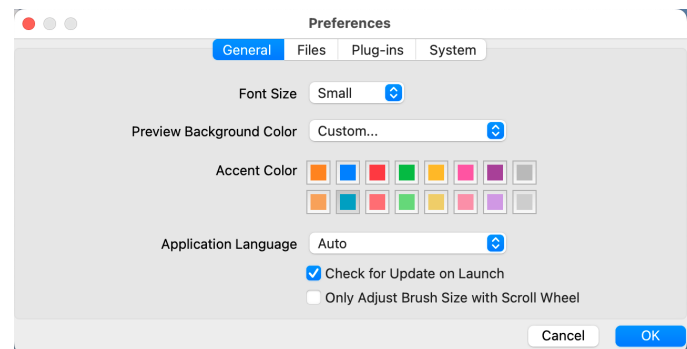 Preferences
General Files Plug-ins System
Font Size Small
Preview Background Color Custom...
Accent Color
Application Language Auto
Check for Update on Launch
Only Adjust Brush Size with Scroll Wheel
Cancel OK